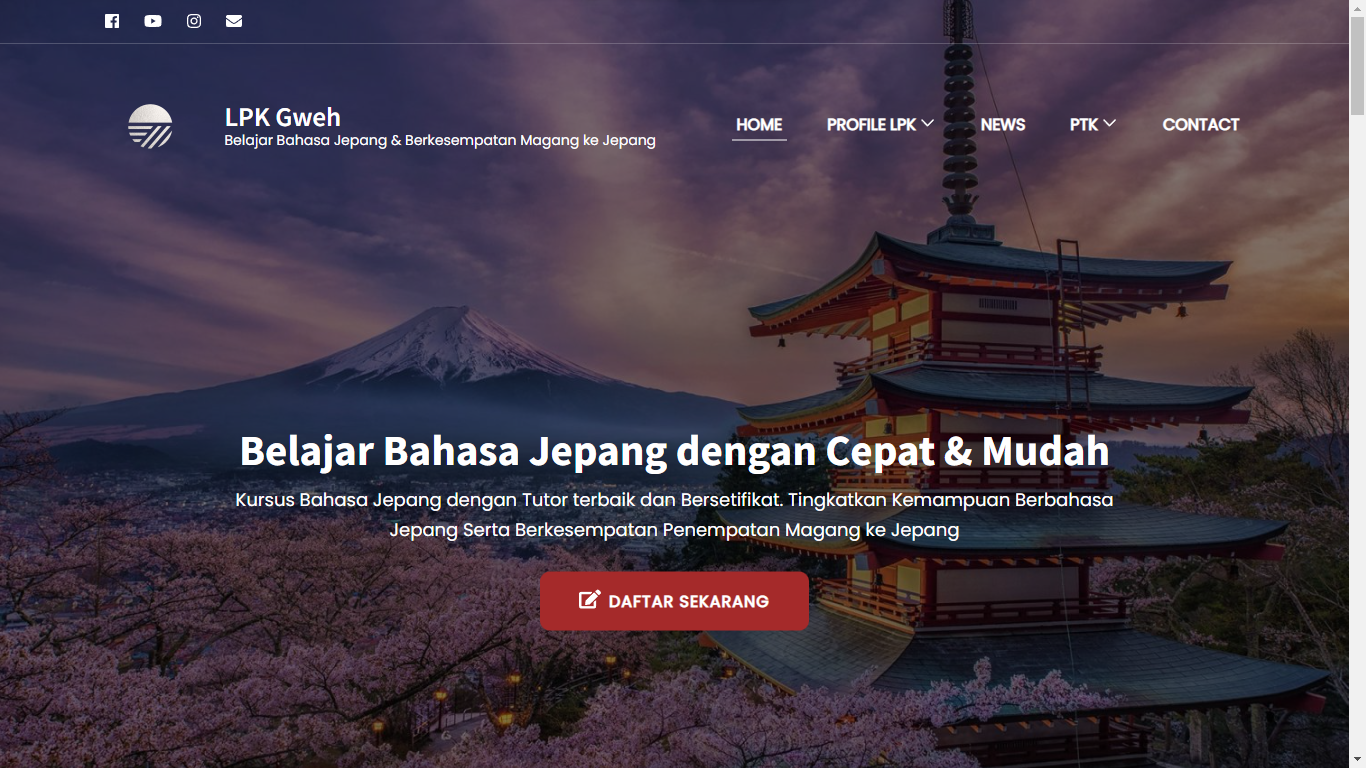 LPK Gweh
Belajar Bahasa Jepang & Berkesempatan Magang ke Jepang
HOME
PROFILE LPK
NEWS
PTK
CONTACT
Belajar Bahasa Jepang dengan Cepat & Mudah
Kursus Bahasa Jepang dengan Tutor terbaik dan Bersetifikat. Tingkatkan Kemampuan Berbahasa
Jepang Serta Berkesempatan Penempatan Magang ke Jepang
DAFTAR SEKARANG